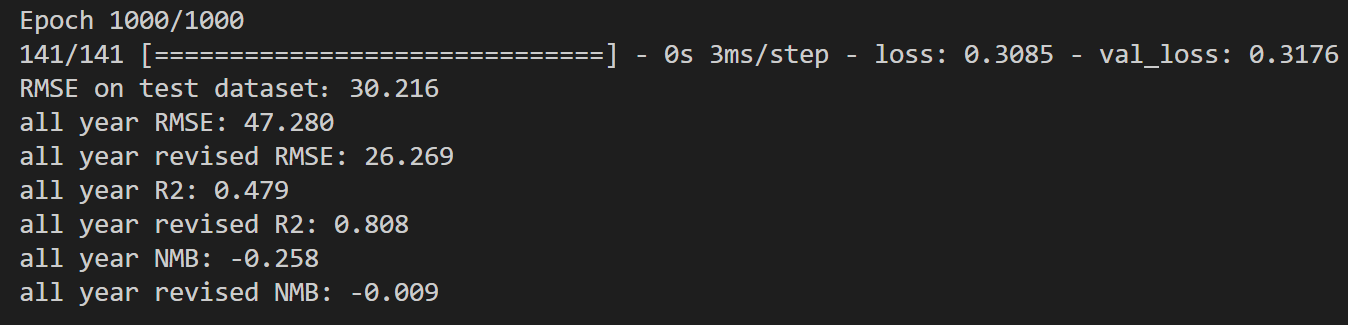 Epoch 1000/1000
141/141 [==============================] - 0s 3ms/step - loss: 0.3085 - val_loss: 0.3176
RMSE on test dataset：30.216
all year RMSE: 47.280
all year revised RMSE: 26.269
all year R2: 0.479
all year revised R2: 0.808
all year NMB: -0.258
all year revised NMB: -0.009